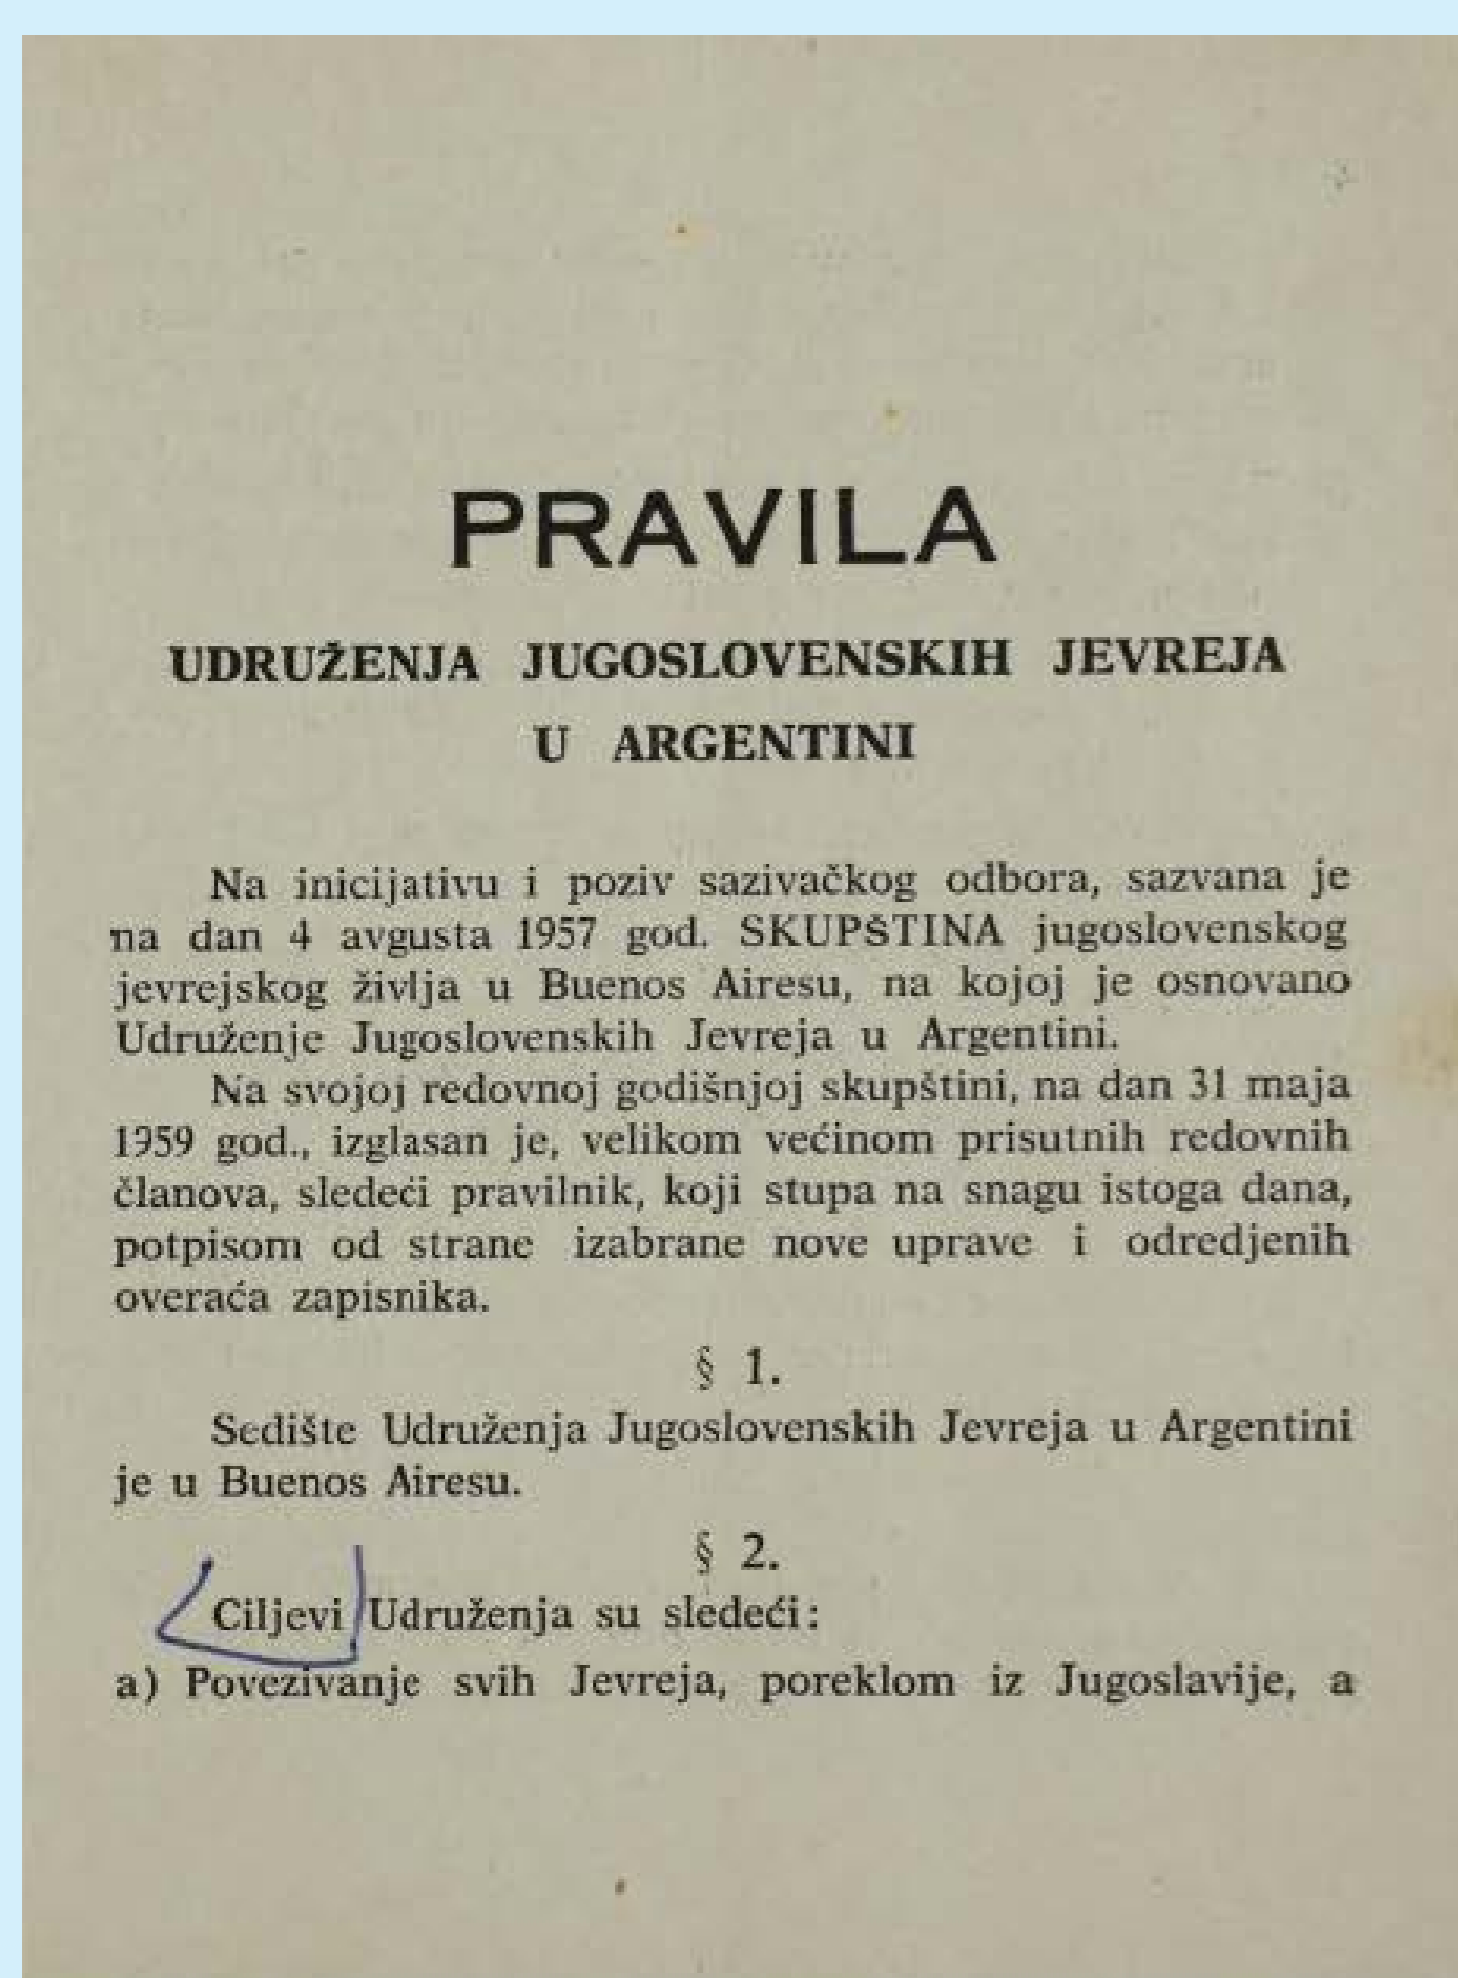 PRAVILA
UDRUŽENJA JUGOSLOVENSKIH JEVREJA
U ARGENTINI
Na inicijativu i poziv sazivačkog odbora, sazvana je
na dan 4 avgusta 1957 god. SKUPŠTINA jugoslovenskog
jevrejskog življa u Buenos Airesu, na kojoj je osnovano
Udruženje Jugoslovenskih Jevreja u Argentini.
Na svojoj redovnoj godišnjoj skupštini, na dan 31 maja
1959 god., izglasan je, velikom većinom prisutnih redovnih
članova, sledeći pravilnik, koji stupa na snagu istoga dana,
potpisom od strane izabrane nove uprave i odredjenih
overaća zapisnika.
§ 1.
Sedište Udruženja Jugoslovenskih Jevreja u Argentini
je u Buenos Airesu.
§ 2.
Ciljevi Udruženja su sledeći:
a) Povezivanje svih Jevreja, poreklom iz Jugoslavije, a